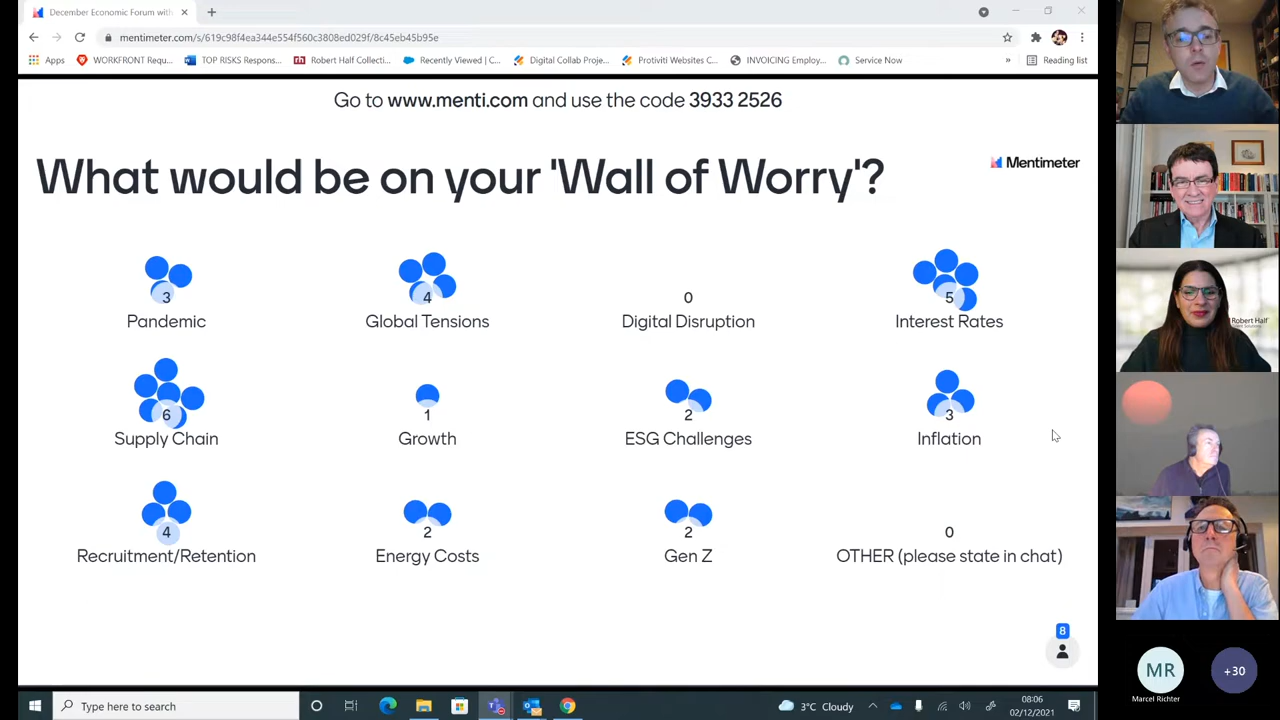 December Economic Forum with
mentimeter.com/s/619c98f4ea344e554f560c3808ed029f/8c45eb45b95e
Apps
WORKFRONT Requ...
TOP RISKS Respons...
Robert Half Collecti...
Recently Viewed | C...
Digital Collab Proje...
Protiviti Websites C...
INVOICING Employ...
Service Now
»
Reading list
Go to www.menti.com and use the code 3933 2526
What would be on your 'Wall of Worry'?
Mentimeter
3
4
0
5
Pandemic
Global Tensions
Digital Disruption
Interest Rates
6
1
2
3
Supply Chain
Growth
ESG Challenges
Inflation
4
2
2
0
Recruitment/Retention
Energy Costs
Gen Z
OTHER (please state in chat)
8
Robert Half
MR
+30
Marcel Richter
Type here to search
3°C Cloudy
08:06
02/12/2021